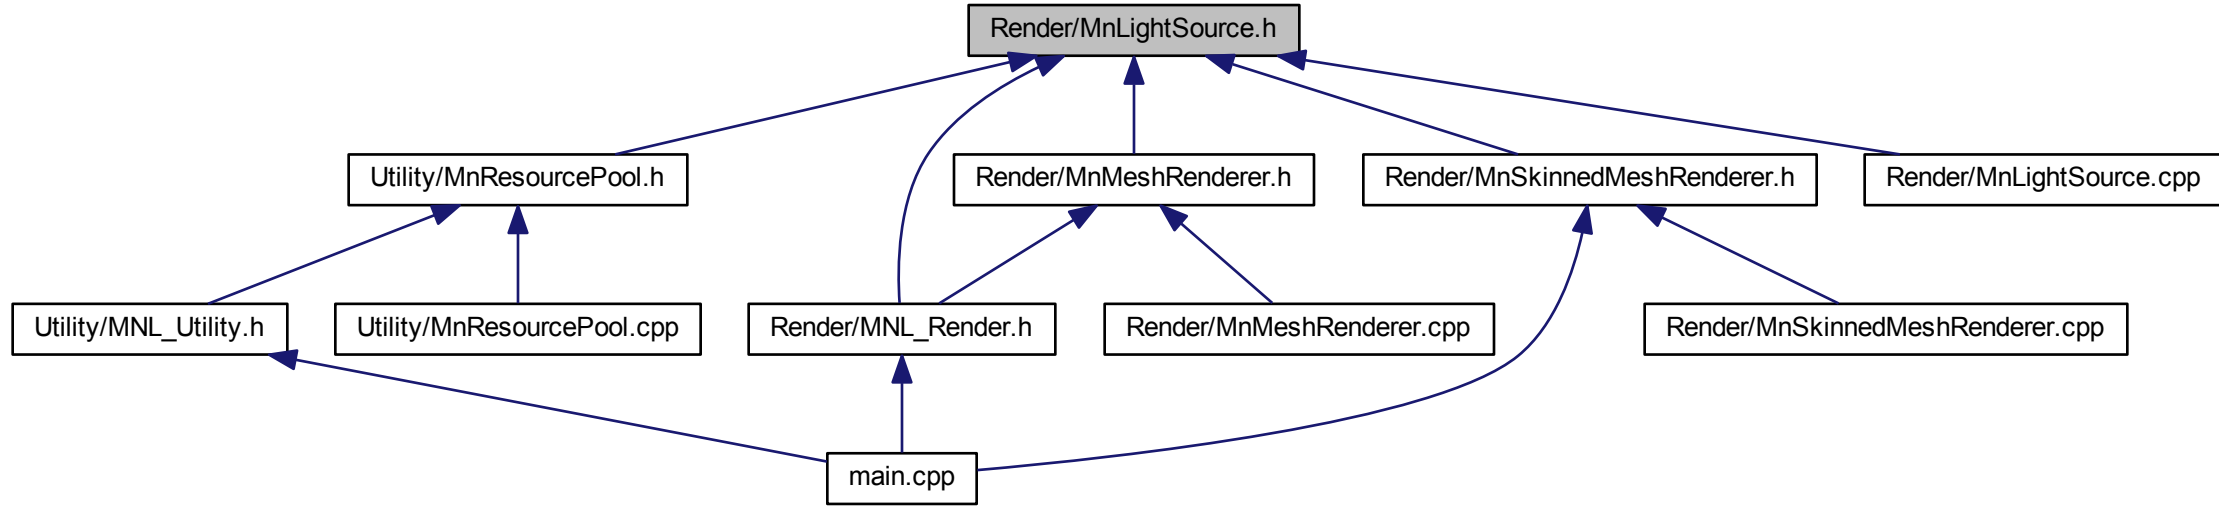 Render/MnLightSource.h
Utility/MnResourcePool.h
Render/MnMeshRenderer.h
Render/MnSkinnedMeshRenderer.h
Render/MnLightSource.cpp
Utility/MNL_Utility.h
Utility/MnResourcePool.cpp
Render/MNL_Render.h
Render/MnMeshRenderer.cpp
Render/MnSkinnedMeshRenderer.cpp
main.cpp